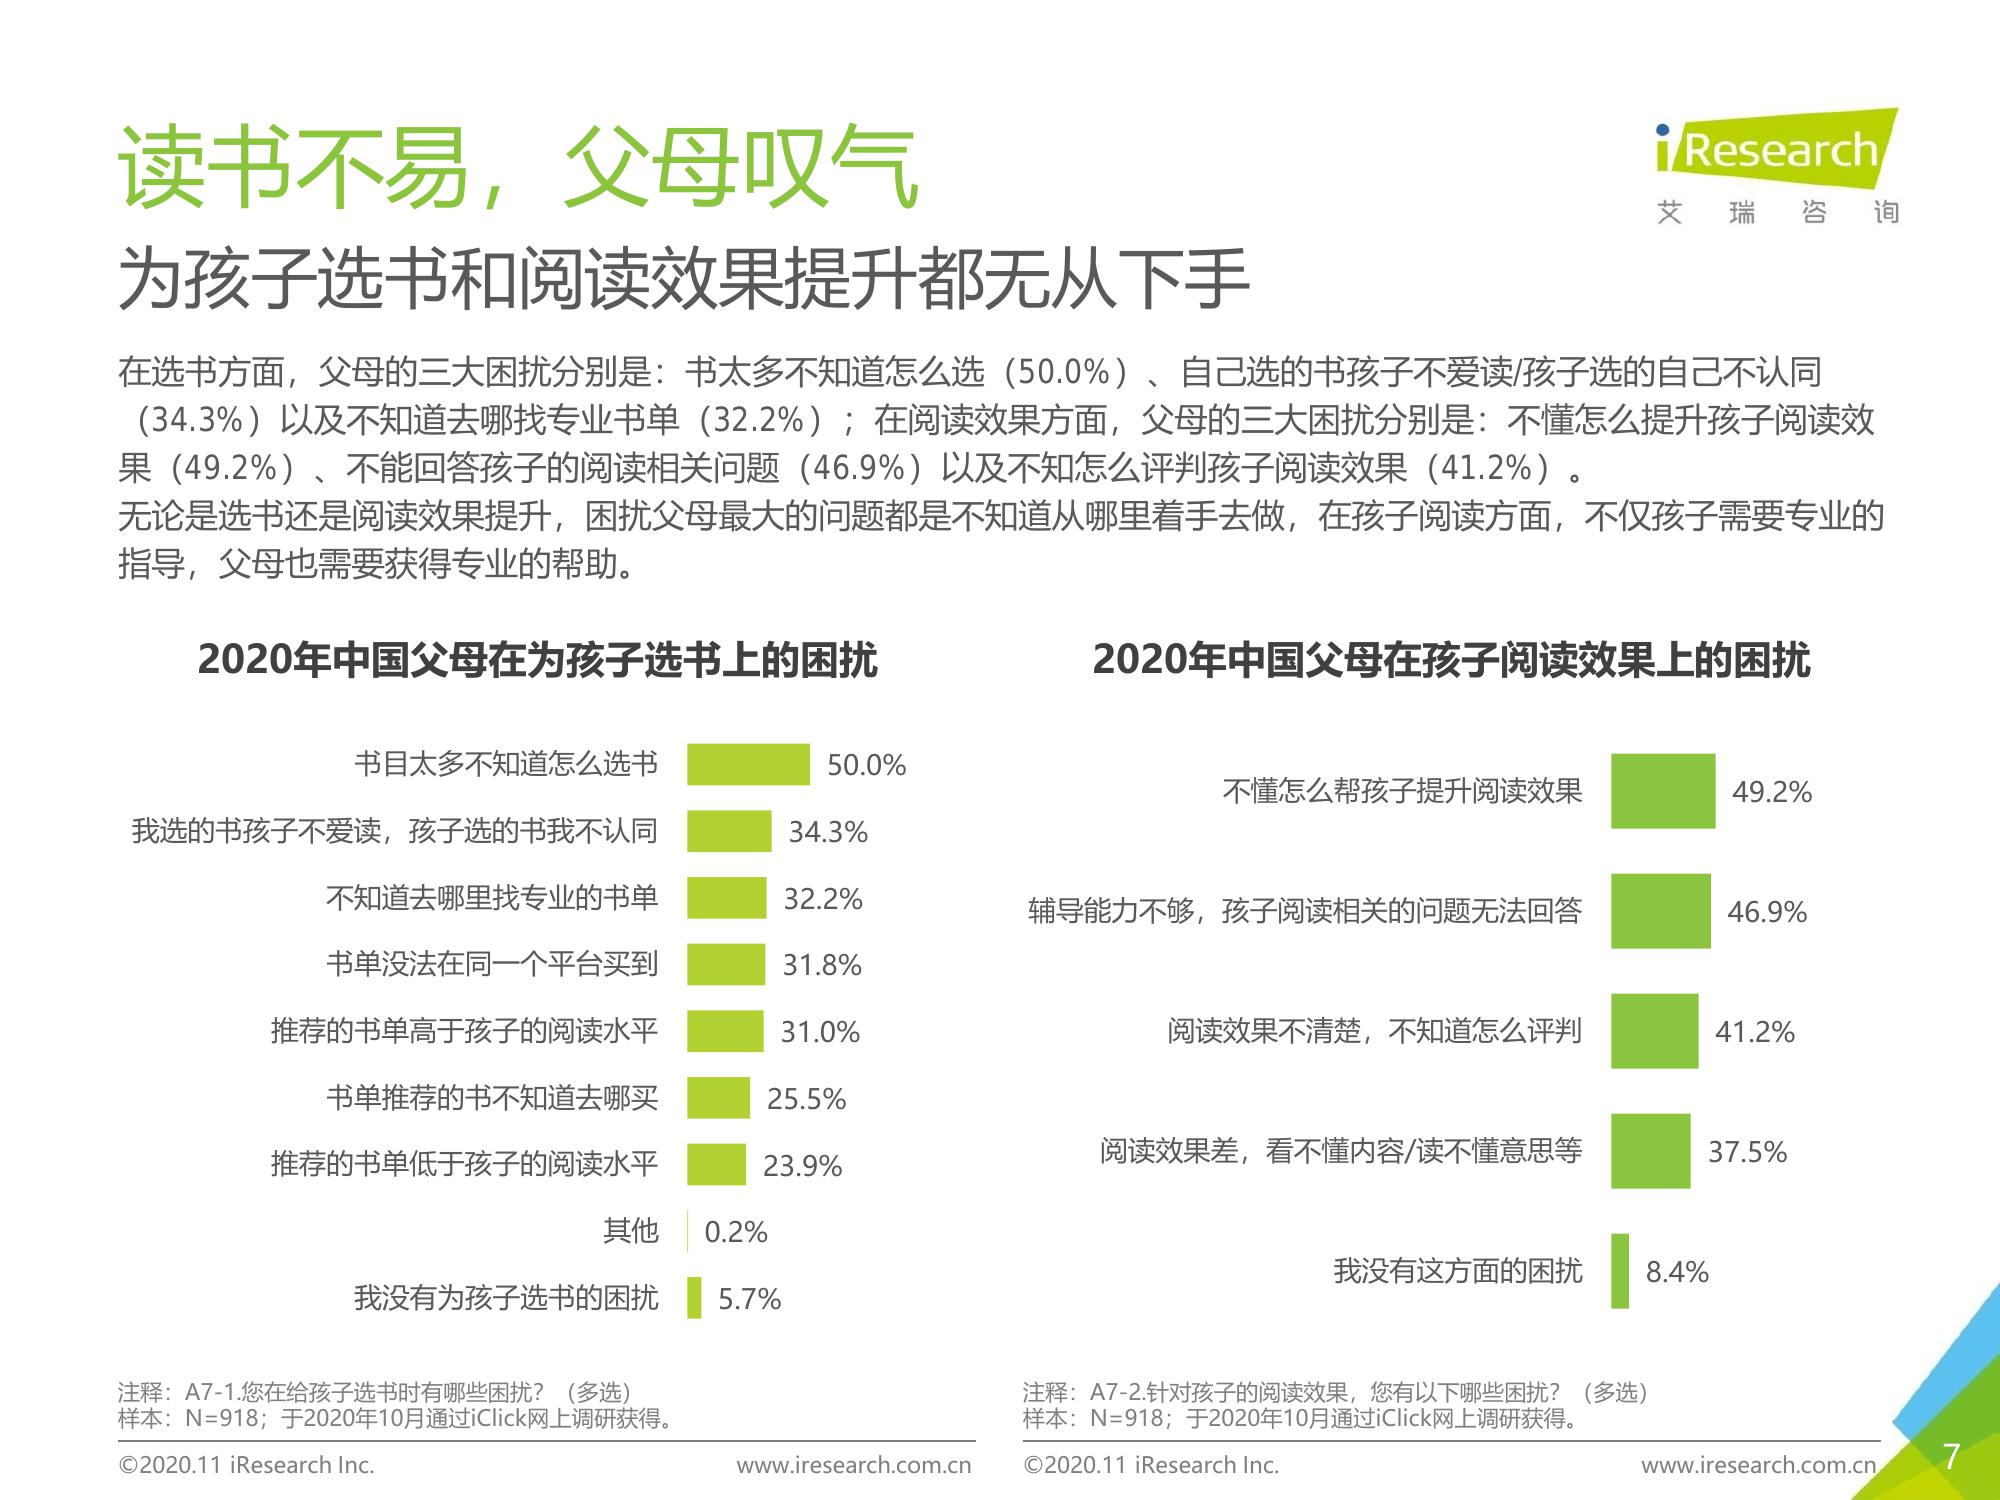 读书不易，父母叹气
iResearch
艾瑞咨询
为孩子选书和阅读效果提升都无从下手
在选书方面，父母的三大困扰分别是：书太多不知道怎么选（50.0%）、自己选的书孩子不爱读/孩子选的自己不认同
（34.3%）以及不知道去哪找专业书单（32.2%）；在阅读效果方面，父母的三大困扰分别是：不懂怎么提升孩子阅读效
果（49.2%）、不能回答孩子的阅读相关问题（46.9%）以及不知怎么评判孩子阅读效果（41.2%）。
无论是选书还是阅读效果提升，困扰父母最大的问题都是不知道从哪里着手去做，在孩子阅读方面，不仅孩子需要专业的
指导，父母也需要获得专业的帮助。
2020年中国父母在为孩子选书上的困扰
书目太多不知道怎么选书 50.0%
我选的书孩子不爱读，孩子选的书我不认同 34.3%
不知道去哪里找专业的书单 32.2%
书单没法在同一个平台买到 31.8%
推荐的书单高于孩子的阅读水平 31.0%
书单推荐的书不知道去哪买 25.5%
推荐的书单低于孩子的阅读水平 23.9%
其他 0.2%
我没有为孩子选书的困扰 5.7%
注释：A7-1.您在给孩子选书时有哪些困扰？（多选）
样本：N=918；于2020年10月通过iClick网上调研获得。
©2020.11 iResearch Inc. www.iresearch.com.cn
2020年中国父母在孩子阅读效果上的困扰
不懂怎么帮孩子提升阅读效果 49.2%
辅导能力不够，孩子阅读相关的问题无法回答 46.9%
阅读效果不清楚，不知道怎么评判 41.2%
阅读效果差，看不懂内容/读不懂意思等 37.5%
我没有这方面的困扰 8.4%
注释：A7-2.针对孩子的阅读效果，您有以下哪些困扰？（多选）
样本：N=918；于2020年10月通过iClick网上调研获得。
©2020.11 iResearch Inc. www.iresearch.com.cn
7